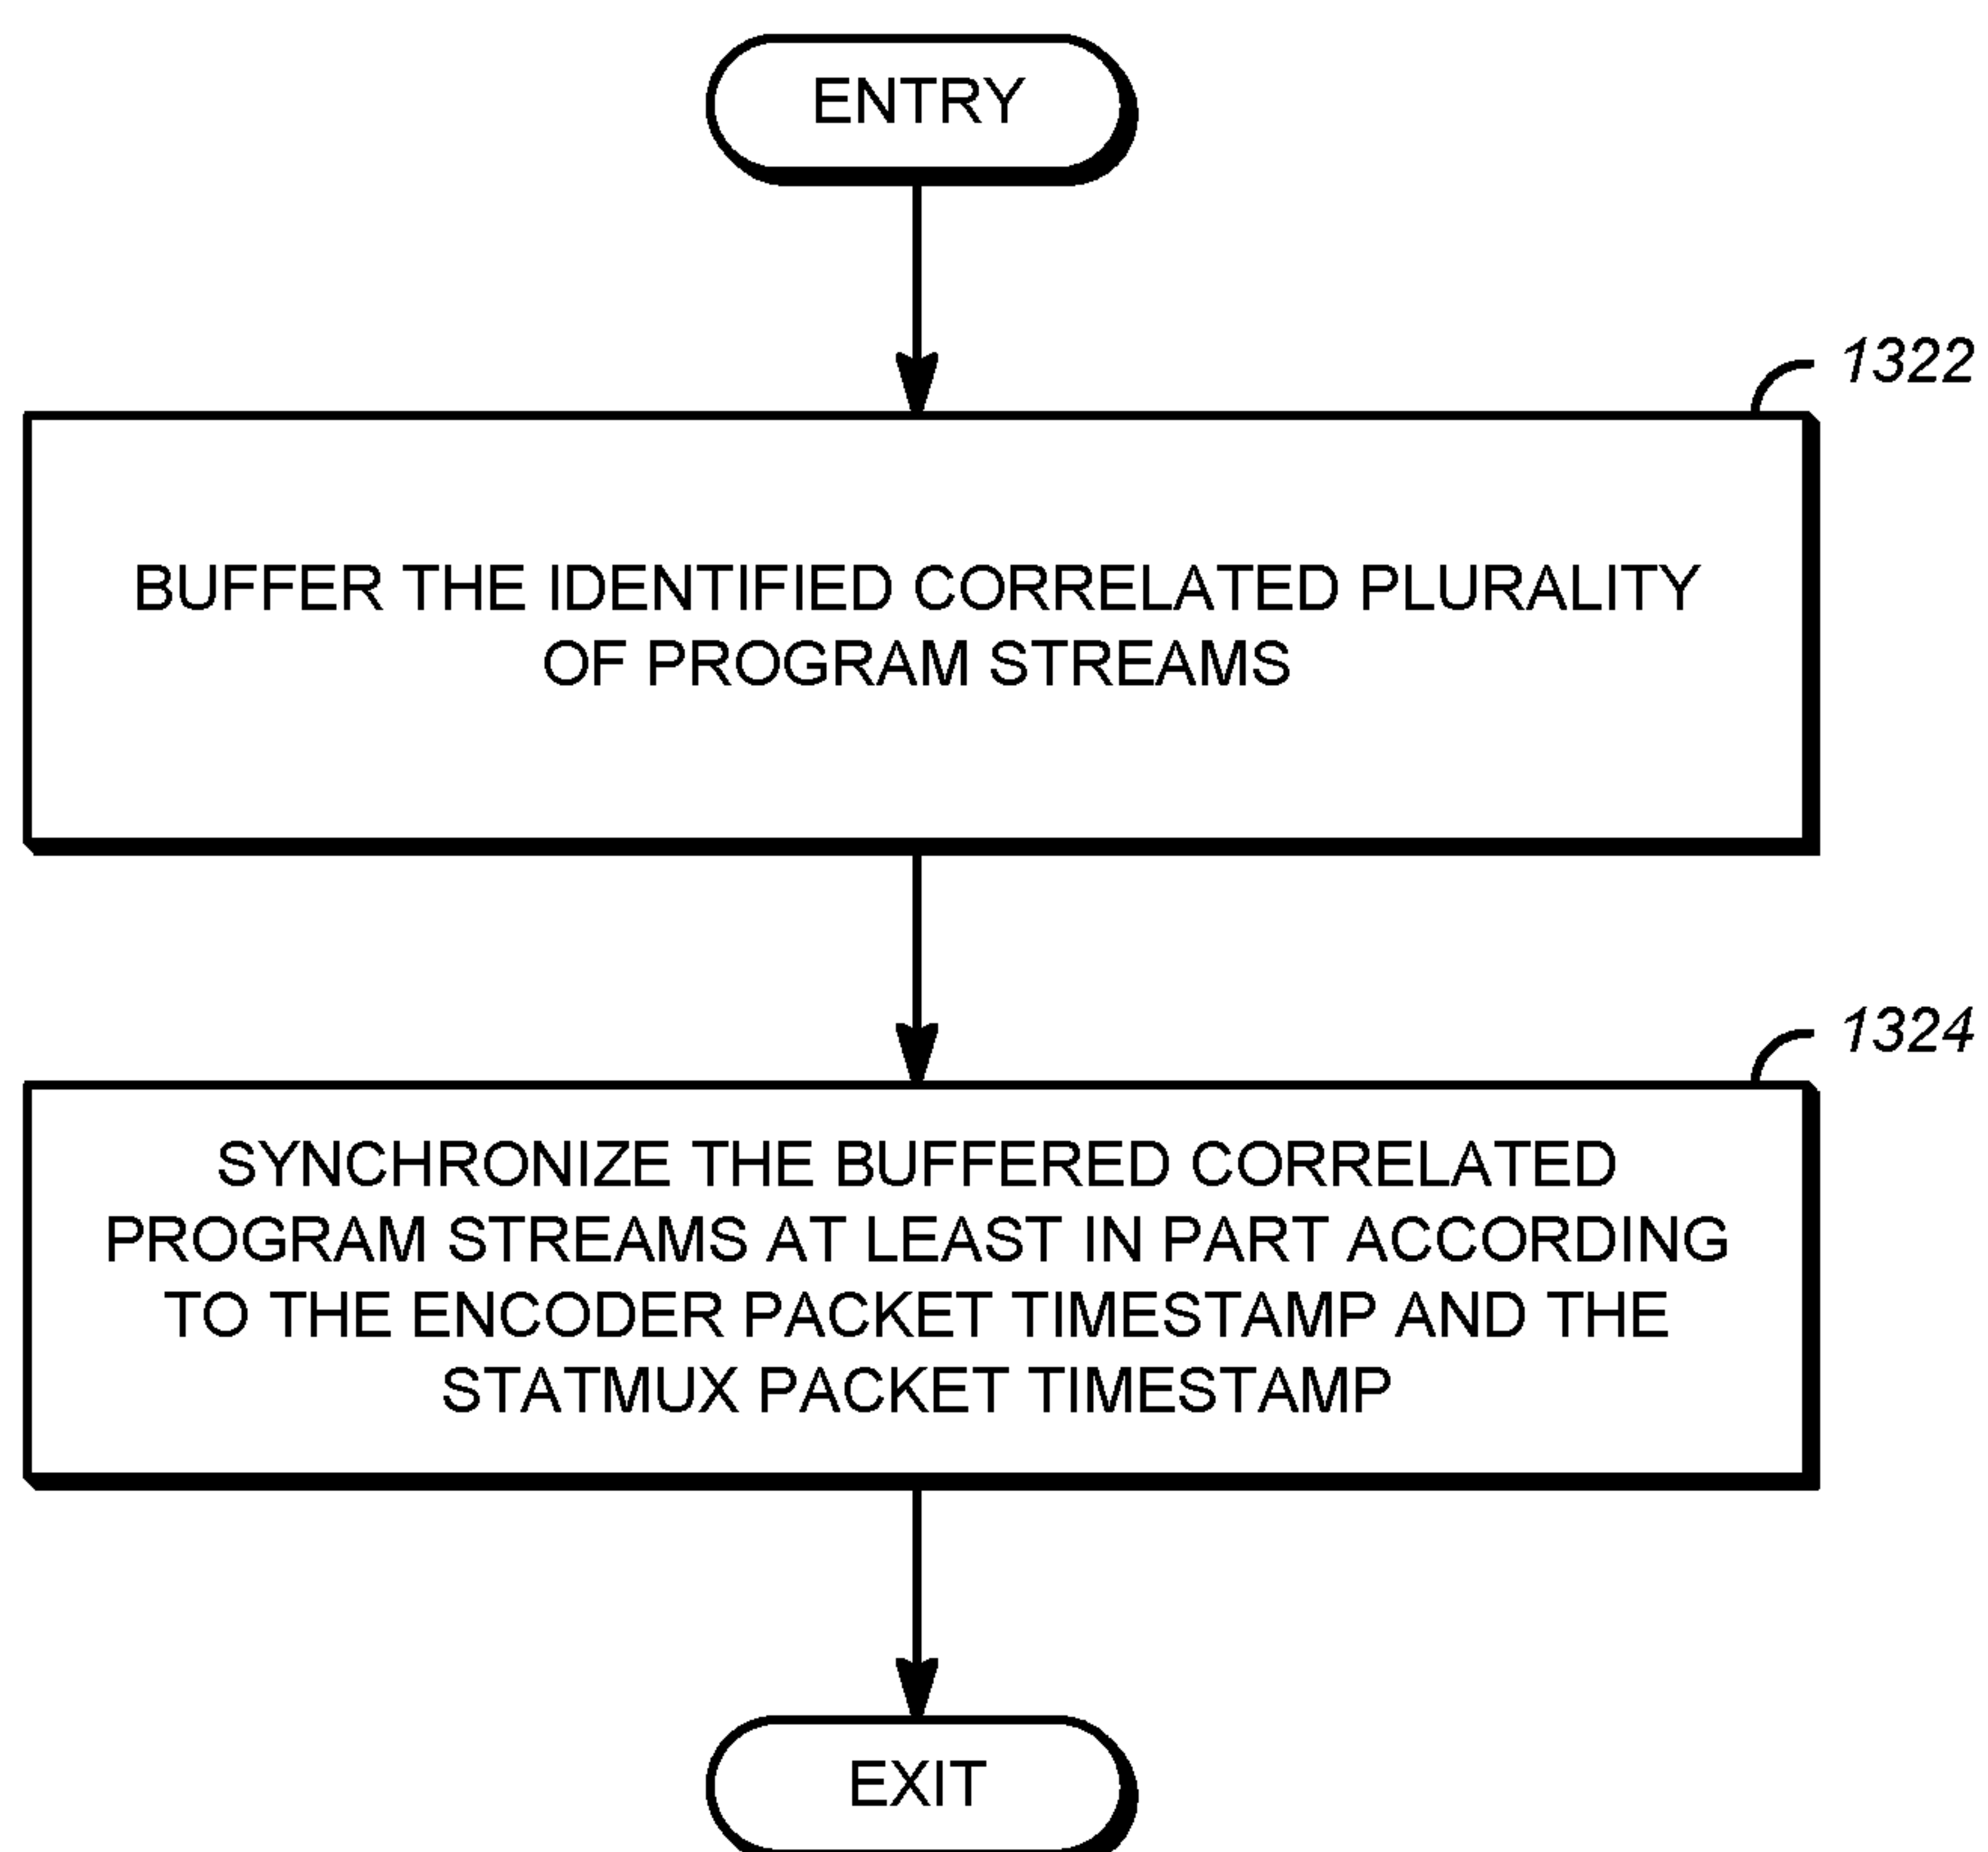 ENTRY
1322
BUFFER THE IDENTIFIED CORRELATED PLURALITY
OF PROGRAM STREAMS
1324
SYNCHRONIZE THE BUFFERED CORRELATED
PROGRAM STREAMS AT LEAST IN PART ACCORDING
TO THE ENCODER PACKET TIMESTAMP AND THE
STATMUX PACKET TIMESTAMP
EXIT